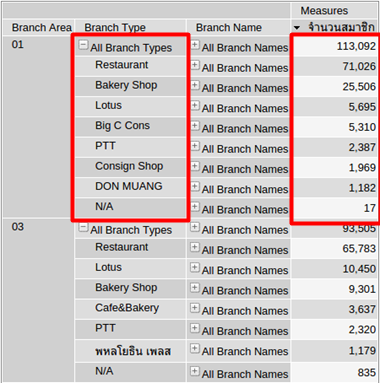 Measures
Branch Area Branch Type Branch Name จำนวนสมาชิก
01 All Branch Types All Branch Names 113,092
Restaurant All Branch Names 71,026
Bakery Shop All Branch Names 25,506
Lotus All Branch Names 5,695
Big C Cons All Branch Names 5,310
PTT All Branch Names 2,387
Consign Shop All Branch Names 1,969
DON MUANG All Branch Names 1,182
N/A All Branch Names 17
03 All Branch Types All Branch Names 93,505
Restaurant All Branch Names 65,783
Lotus All Branch Names 10,450
Bakery Shop All Branch Names 9,301
Cafe&Bakery All Branch Names 3,637
PTT All Branch Names 2,320
พหลโยธิน เพลส All Branch Names 1,179
N/A All Branch Names 835